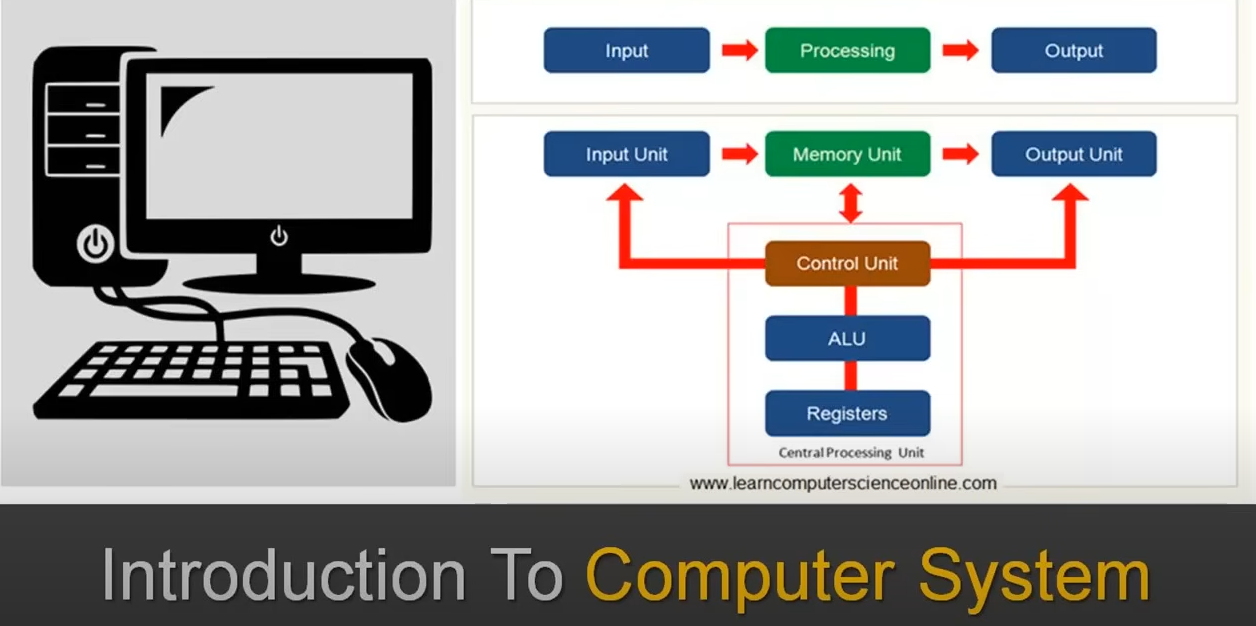 Input
Processing
Output
Input Unit
Memory Unit
Output Unit
Control Unit
ALU
Registers
Central Processing Unit
www.learncomputerscienceonline.com
Introduction To Computer System